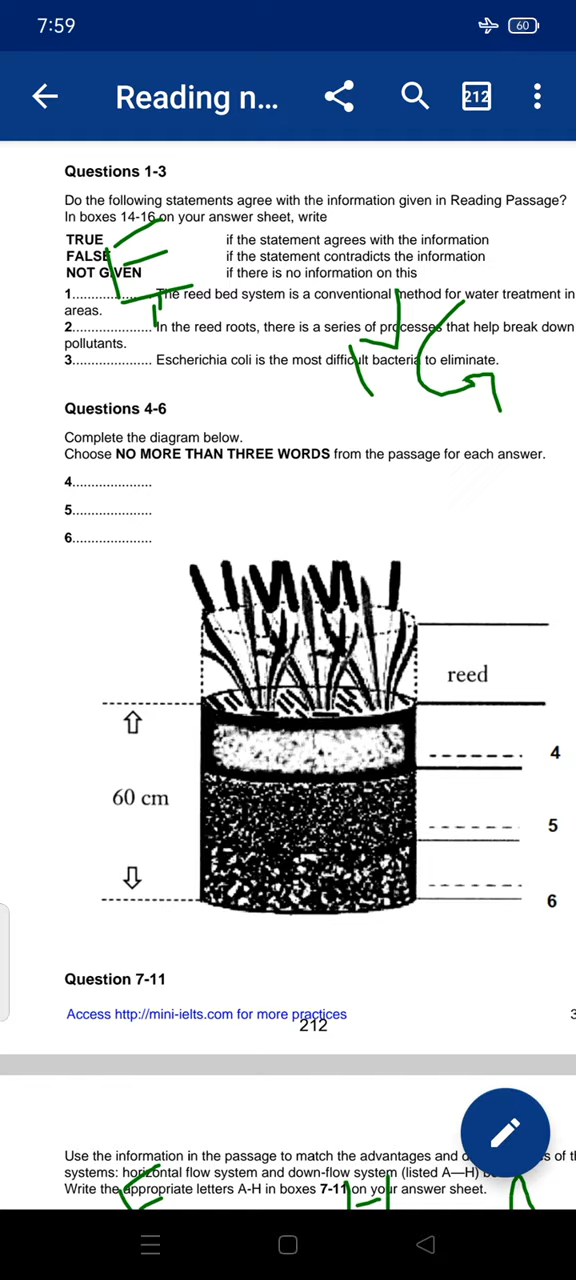 7:59
60
Reading n...
212
Questions 1-3
Do the following statements agree with the information given in Reading Passage?
In boxes 14-16 on your answer sheet, write
TRUE if the statement agrees with the information
FALSE if the statement contradicts the information
NOT GIVEN if there is no information on this
1.................... The reed bed system is a conventional method for water treatment in
areas.
2.................... In the reed roots, there is a series of processes that help break down
pollutants.
3.................... Escherichia coli is the most difficult bacteria to eliminate.
Questions 4-6
Complete the diagram below.
Choose NO MORE THAN THREE WORDS from the passage for each answer.
4.....................
5.....................
6.....................
reed
4
60 cm
5
6
Question 7-11
Access http://mini-ielts.com for more practices
212
Use the information in the passage to match the advantages and of
systems: horizontal flow system and down-flow system (listed A—H)
Write the appropriate letters A-H in boxes 7-11 on your answer sheet.